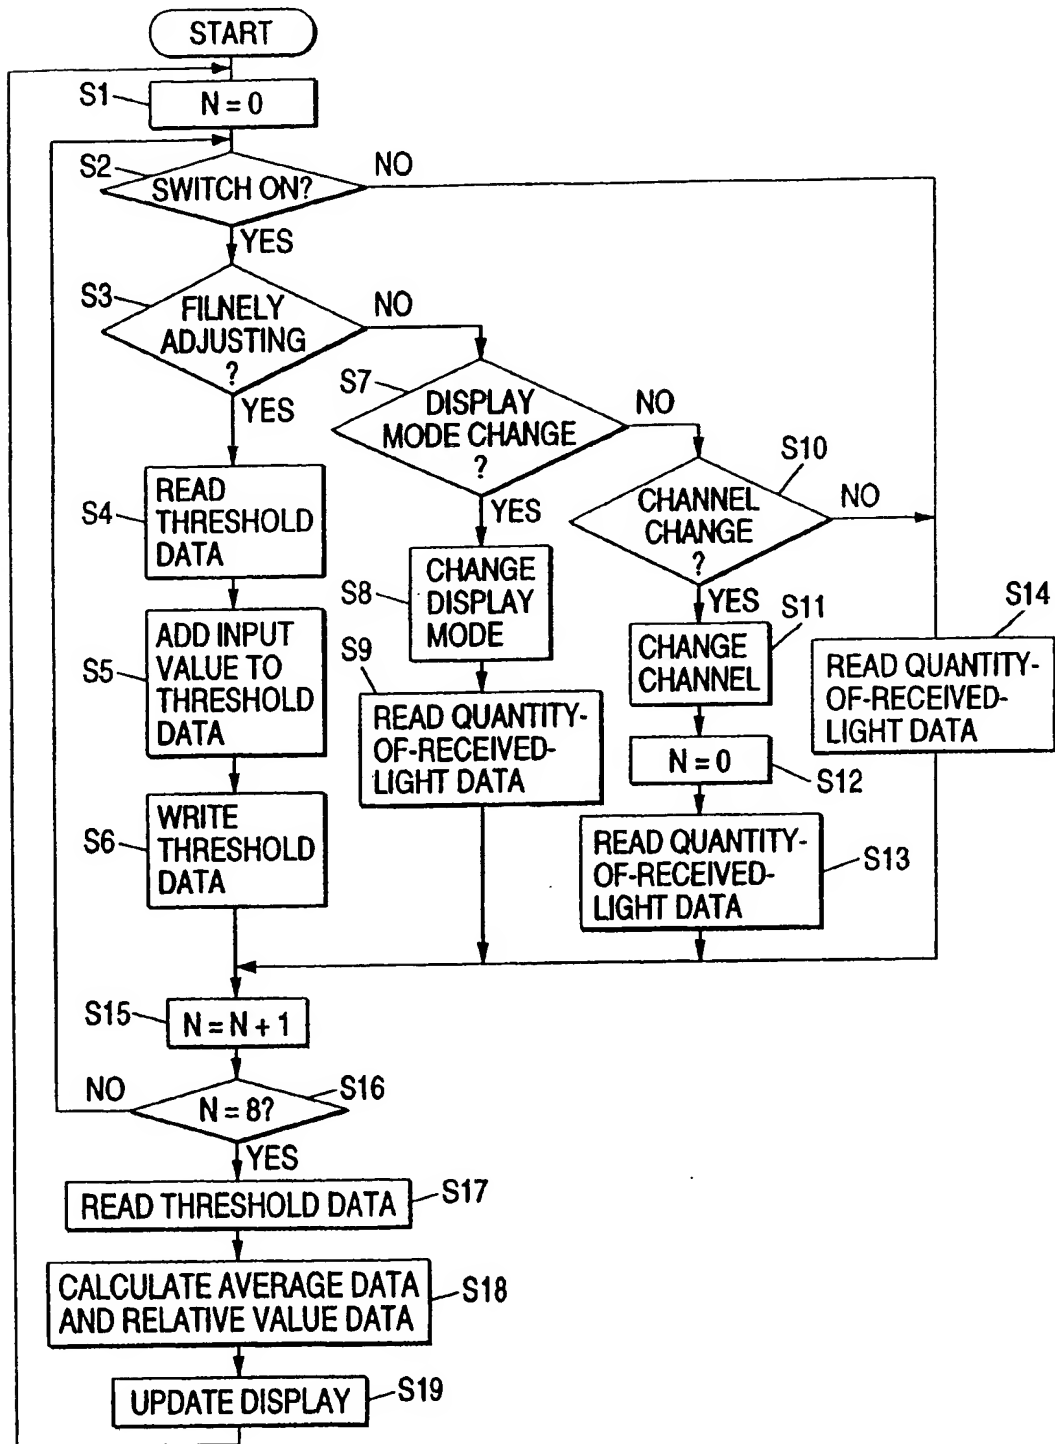 START
S1
N = 0
S2
SWITCH ON?
NO
YES
S3
FILNELY
ADJUSTING
?
NO
YES
S7
DISPLAY
MODE CHANGE
?
NO
YES
S10
CHANNEL
CHANGE
?
NO
YES
S4
READ
THRESHOLD
DATA
S8
CHANGE
DISPLAY
MODE
S11
CHANGE
CHANNEL
S14
READ QUANTITY-
OF-RECEIVED-
LIGHT DATA
S5
ADD INPUT
VALUE TO
THRESHOLD
DATA
S9
READ QUANTITY-
OF-RECEIVED-
LIGHT DATA
N = 0
S12
S6
WRITE
THRESHOLD
DATA
READ QUANTITY-
OF-RECEIVED-
LIGHT DATA
S13
S15
N = N + 1
NO
N = 8?
S16
YES
READ THRESHOLD DATA
S17
CALCULATE AVERAGE DATA
AND RELATIVE VALUE DATA
S18
UPDATE DISPLAY
S19